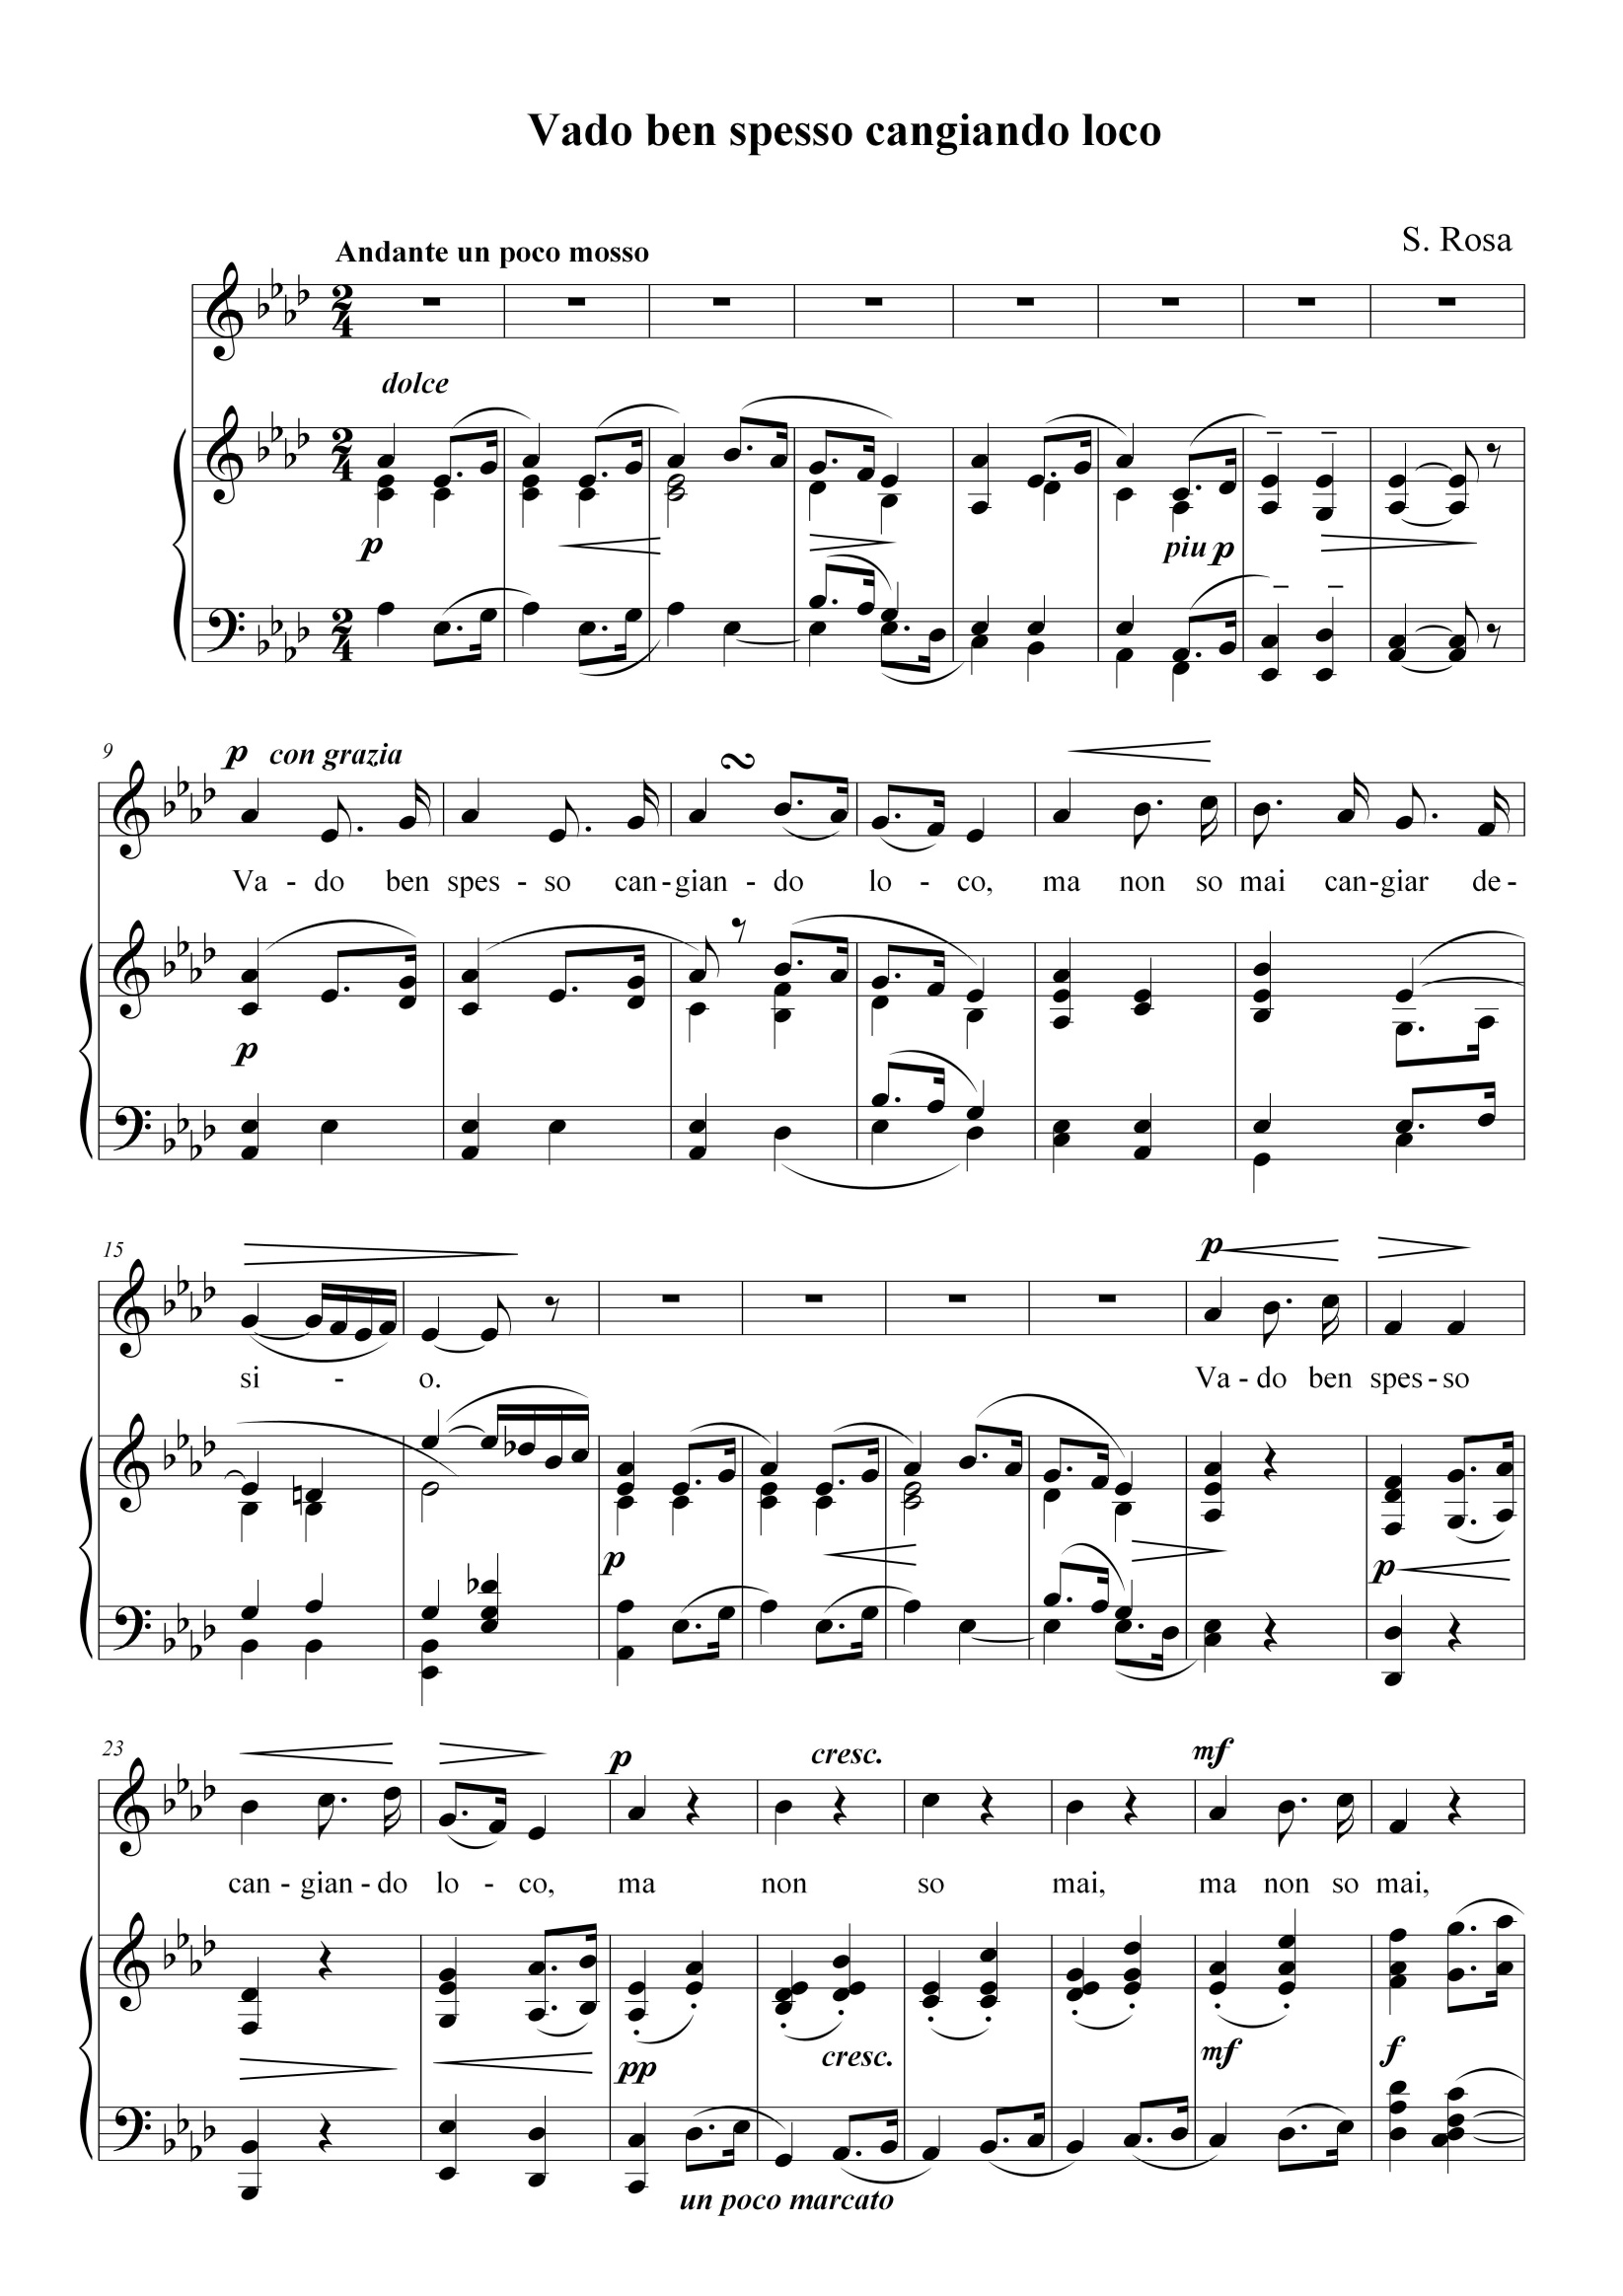 Vado ben spesso cangiando loco
S. Rosa
Andante un poco mosso
dolce
p
piu p
9
p con grazia
Va - do ben spes - so can - gian - do lo - co, ma non so mai can - giar de -
p
15
p
si - o. Va - do ben spes - so
p p
23
p cresc. mf
can - gian - do lo - co, ma non so mai, ma non so mai,
pp cresc. mf f
un poco marcato